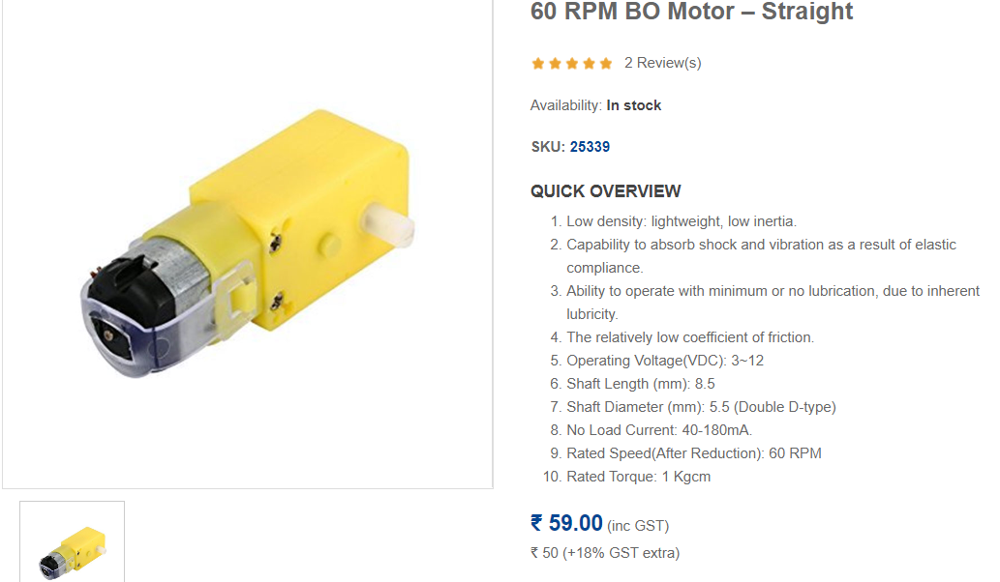 60 RPM BO Motor – Straight
2 Review(s)
Availability: In stock
SKU: 25339
QUICK OVERVIEW
1. Low density: lightweight, low inertia.
2. Capability to absorb shock and vibration as a result of elastic
compliance.
3. Ability to operate with minimum or no lubrication, due to inherent
lubricity.
4. The relatively low coefficient of friction.
5. Operating Voltage(VDC): 3~12
6. Shaft Length (mm): 8.5
7. Shaft Diameter (mm): 5.5 (Double D-type)
8. No Load Current: 40-180mA.
9. Rated Speed(After Reduction): 60 RPM
10. Rated Torque: 1 Kgcm
₹ 59.00 (inc GST)
₹ 50 (+18% GST extra)